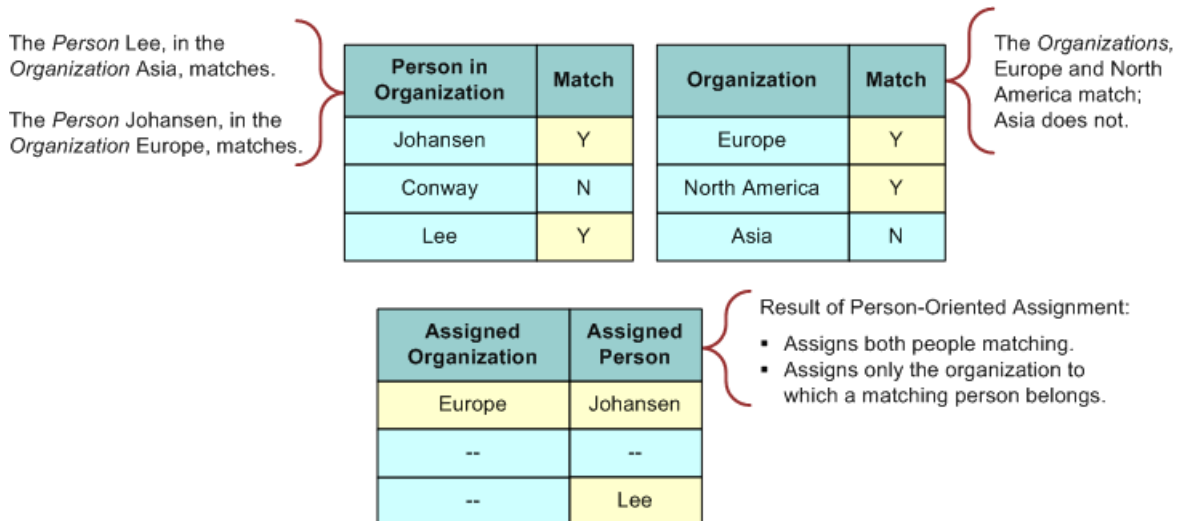 The Person Lee, in the
Organization Asia, matches.
The Person Johansen, in the
Organization Europe, matches.
Person in
Organization
Match
Johansen
Y
Conway
N
Lee
Y
Organization
Match
Europe
Y
North America
Y
Asia
N
The Organizations,
Europe and North
America match;
Asia does not.
Assigned
Organization
Assigned
Person
Europe
Johansen
--
--
--
Lee
Result of Person-Oriented Assignment:
▪ Assigns both people matching.
▪ Assigns only the organization to
which a matching person belongs.